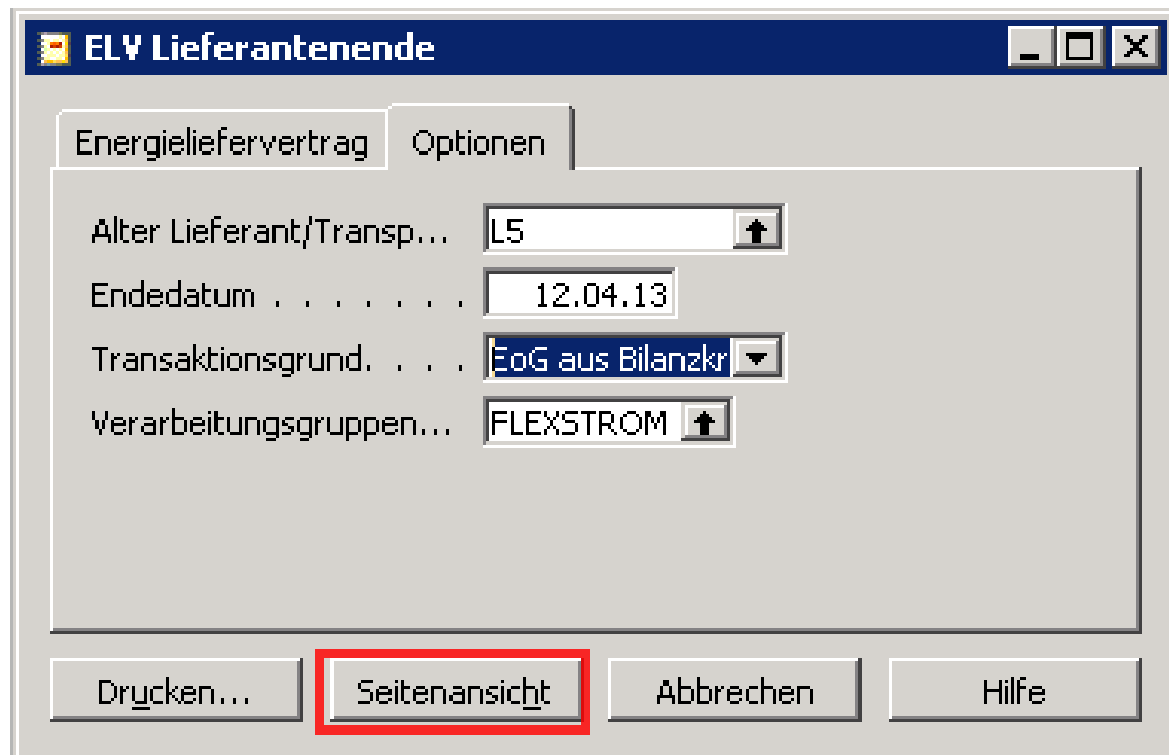 ELV Lieferantenende
Energieliefervertrag Optionen
Alter Lieferant/Transp... L5
Endedatum . . . . . . . 12.04.13
Transaktionsgrund. . . . EoG aus Bilanzkr
Verarbeitungsgruppen... FLEXSTROM
Drucken... Seitenansicht Abbrechen Hilfe